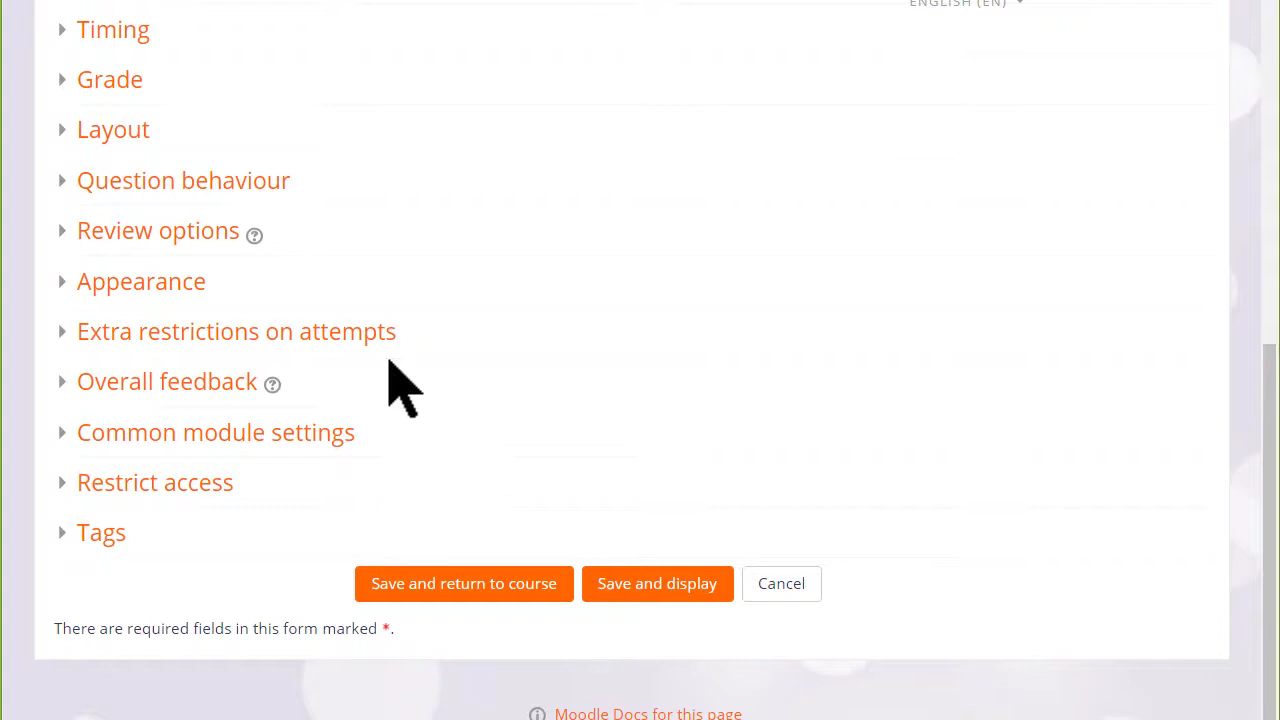 ENGLISH (EN)
Timing
Grade
Layout
Question behaviour
Review options
Appearance
Extra restrictions on attempts
Overall feedback
Common module settings
Restrict access
Tags
Save and return to course Save and display Cancel
There are required fields in this form marked *.
Moodle Docs for this page